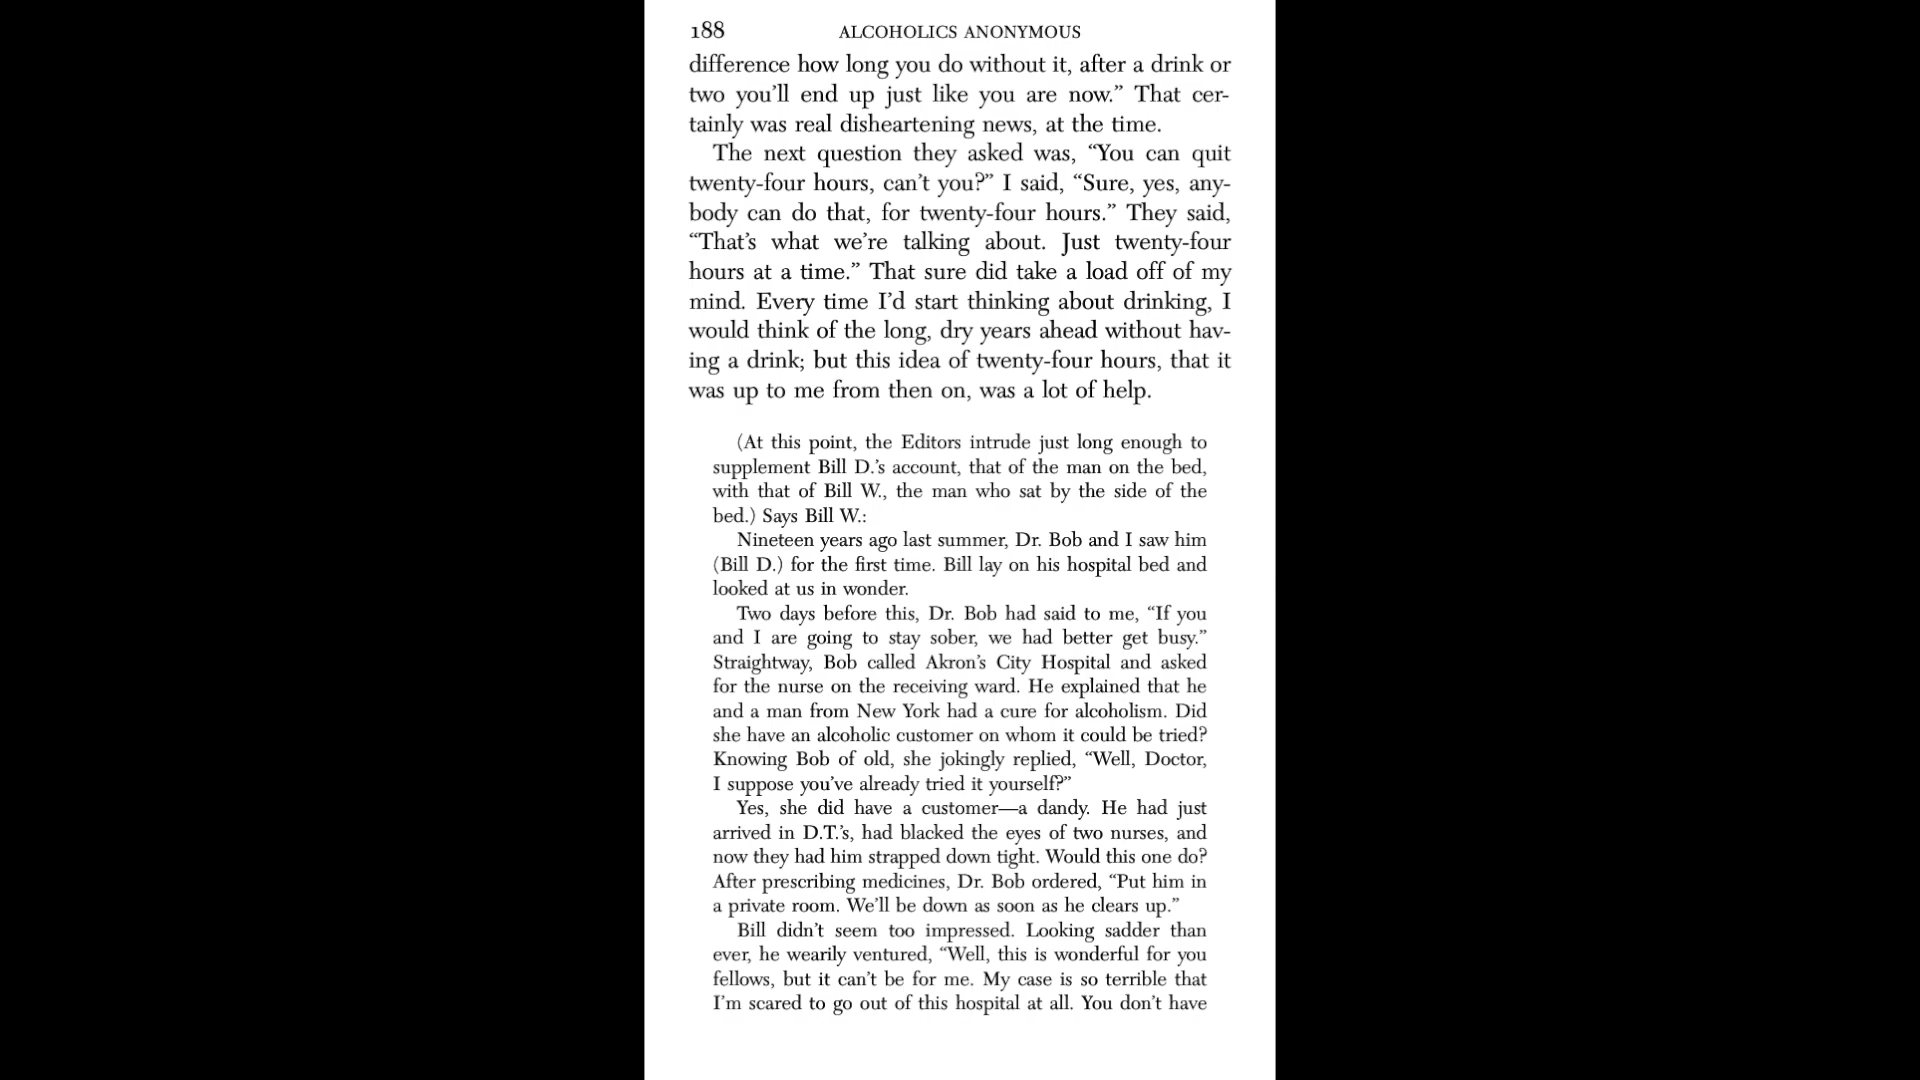 188 ALCOHOLICS ANONYMOUS
difference how long you do without it, after a drink or
two you’ll end up just like you are now.” That cer-
tainly was real disheartening news, at the time.
The next question they asked was, “You can quit
twenty-four hours, can’t you?” I said, “Sure, yes, any-
body can do that, for twenty-four hours.” They said,
“That’s what we’re talking about. Just twenty-four
hours at a time.” That sure did take a load off of my
mind. Every time I’d start thinking about drinking, I
would think of the long, dry years ahead without hav-
ing a drink; but this idea of twenty-four hours, that it
was up to me from then on, was a lot of help.
(At this point, the Editors intrude just long enough to
supplement Bill D.’s account, that of the man on the bed,
with that of Bill W., the man who sat by the side of the
bed.) Says Bill W.:
Nineteen years ago last summer, Dr. Bob and I saw him
(Bill D.) for the first time. Bill lay on his hospital bed and
looked at us in wonder.
Two days before this, Dr. Bob had said to me, “If you
and I are going to stay sober, we had better get busy.”
Straightway, Bob called Akron’s City Hospital and asked
for the nurse on the receiving ward. He explained that he
and a man from New York had a cure for alcoholism. Did
she have an alcoholic customer on whom it could be tried?
Knowing Bob of old, she jokingly replied, “Well, Doctor,
I suppose you’ve already tried it yourself?”
Yes, she did have a customer—a dandy. He had just
arrived in D.T.’s, had blacked the eyes of two nurses, and
now they had him strapped down tight. Would this one do?
After prescribing medicines, Dr. Bob ordered, “Put him in
a private room. We’ll be down as soon as he clears up.”
Bill didn’t seem too impressed. Looking sadder than
ever, he wearily ventured, “Well, this is wonderful for you
fellows, but it can’t be for me. My case is so terrible that
I’m scared to go out of this hospital at all. You don’t have